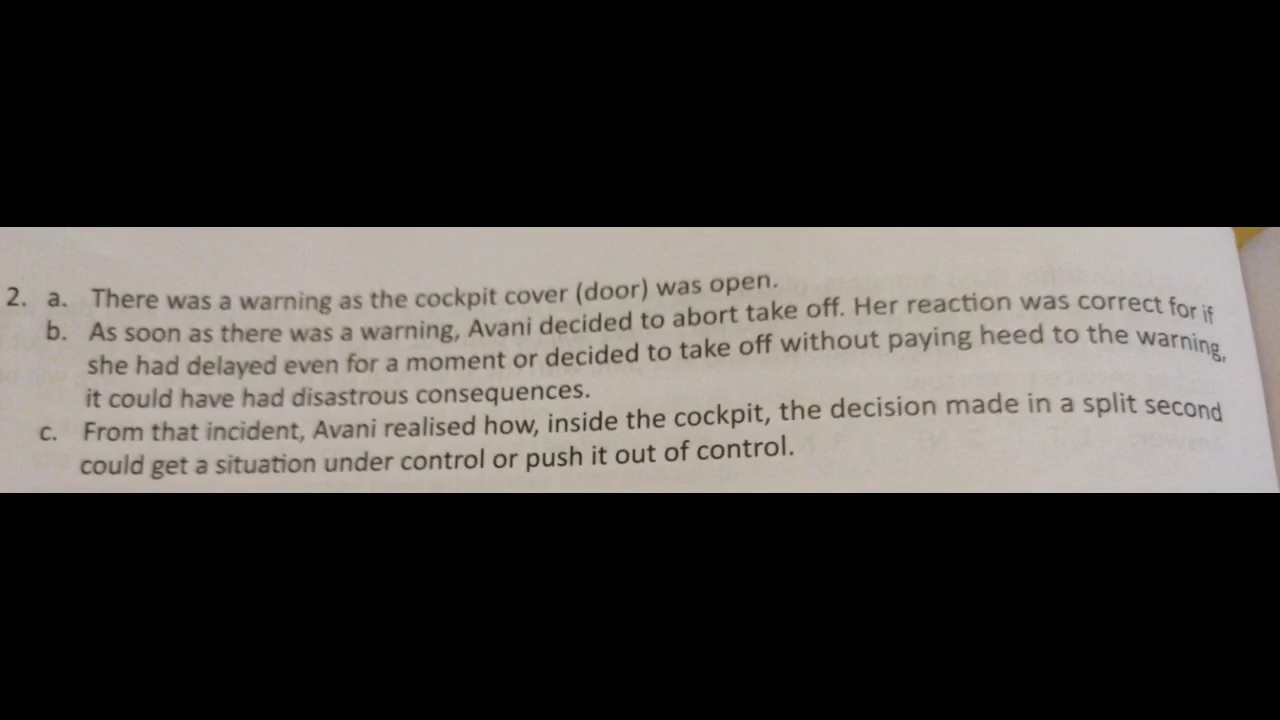 2. a. There was a warning as the cockpit cover (door) was open.
b. As soon as there was a warning, Avani decided to abort take off. Her reaction was correct for if
she had delayed even for a moment or decided to take off without paying heed to the warning,
it could have had disastrous consequences.
c. From that incident, Avani realised how, inside the cockpit, the decision made in a split second
could get a situation under control or push it out of control.